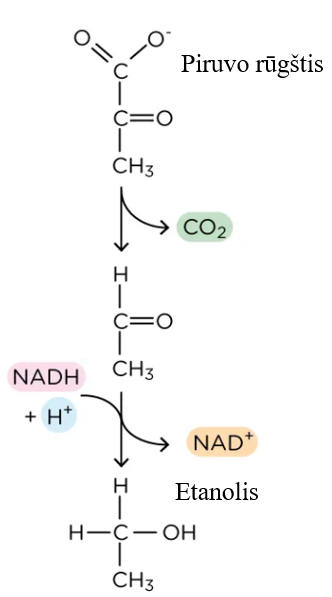 O O⁻
C
Piruvo rūgštis
C=O
CH₃
CO₂
H
C=O
CH₃
NADH
+ H⁺
NAD⁺
H
Etanolis
H—C—OH
CH₃